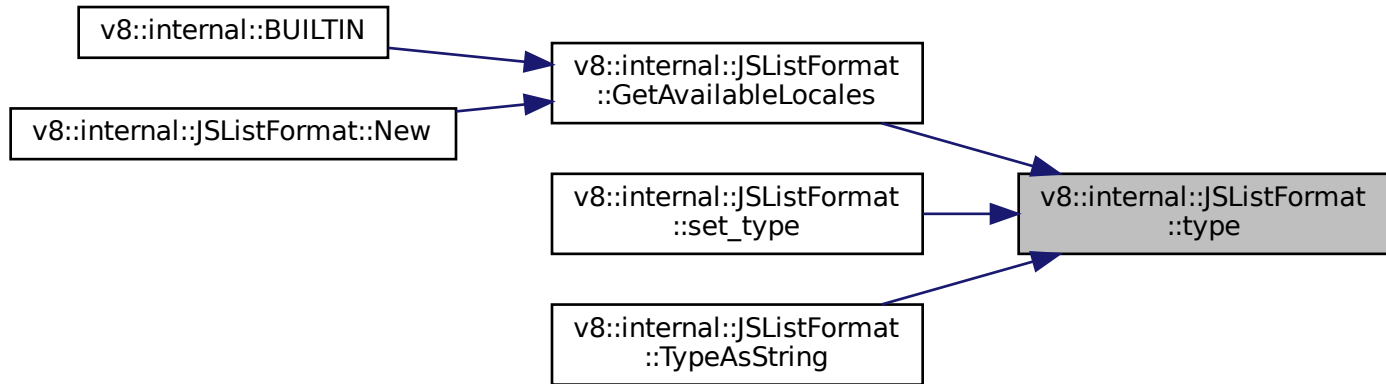 v8::internal::BUILTIN
v8::internal::JSListFormat::New
v8::internal::JSListFormat
::GetAvailableLocales
v8::internal::JSListFormat
::set_type
v8::internal::JSListFormat
::TypeAsString
v8::internal::JSListFormat
::type